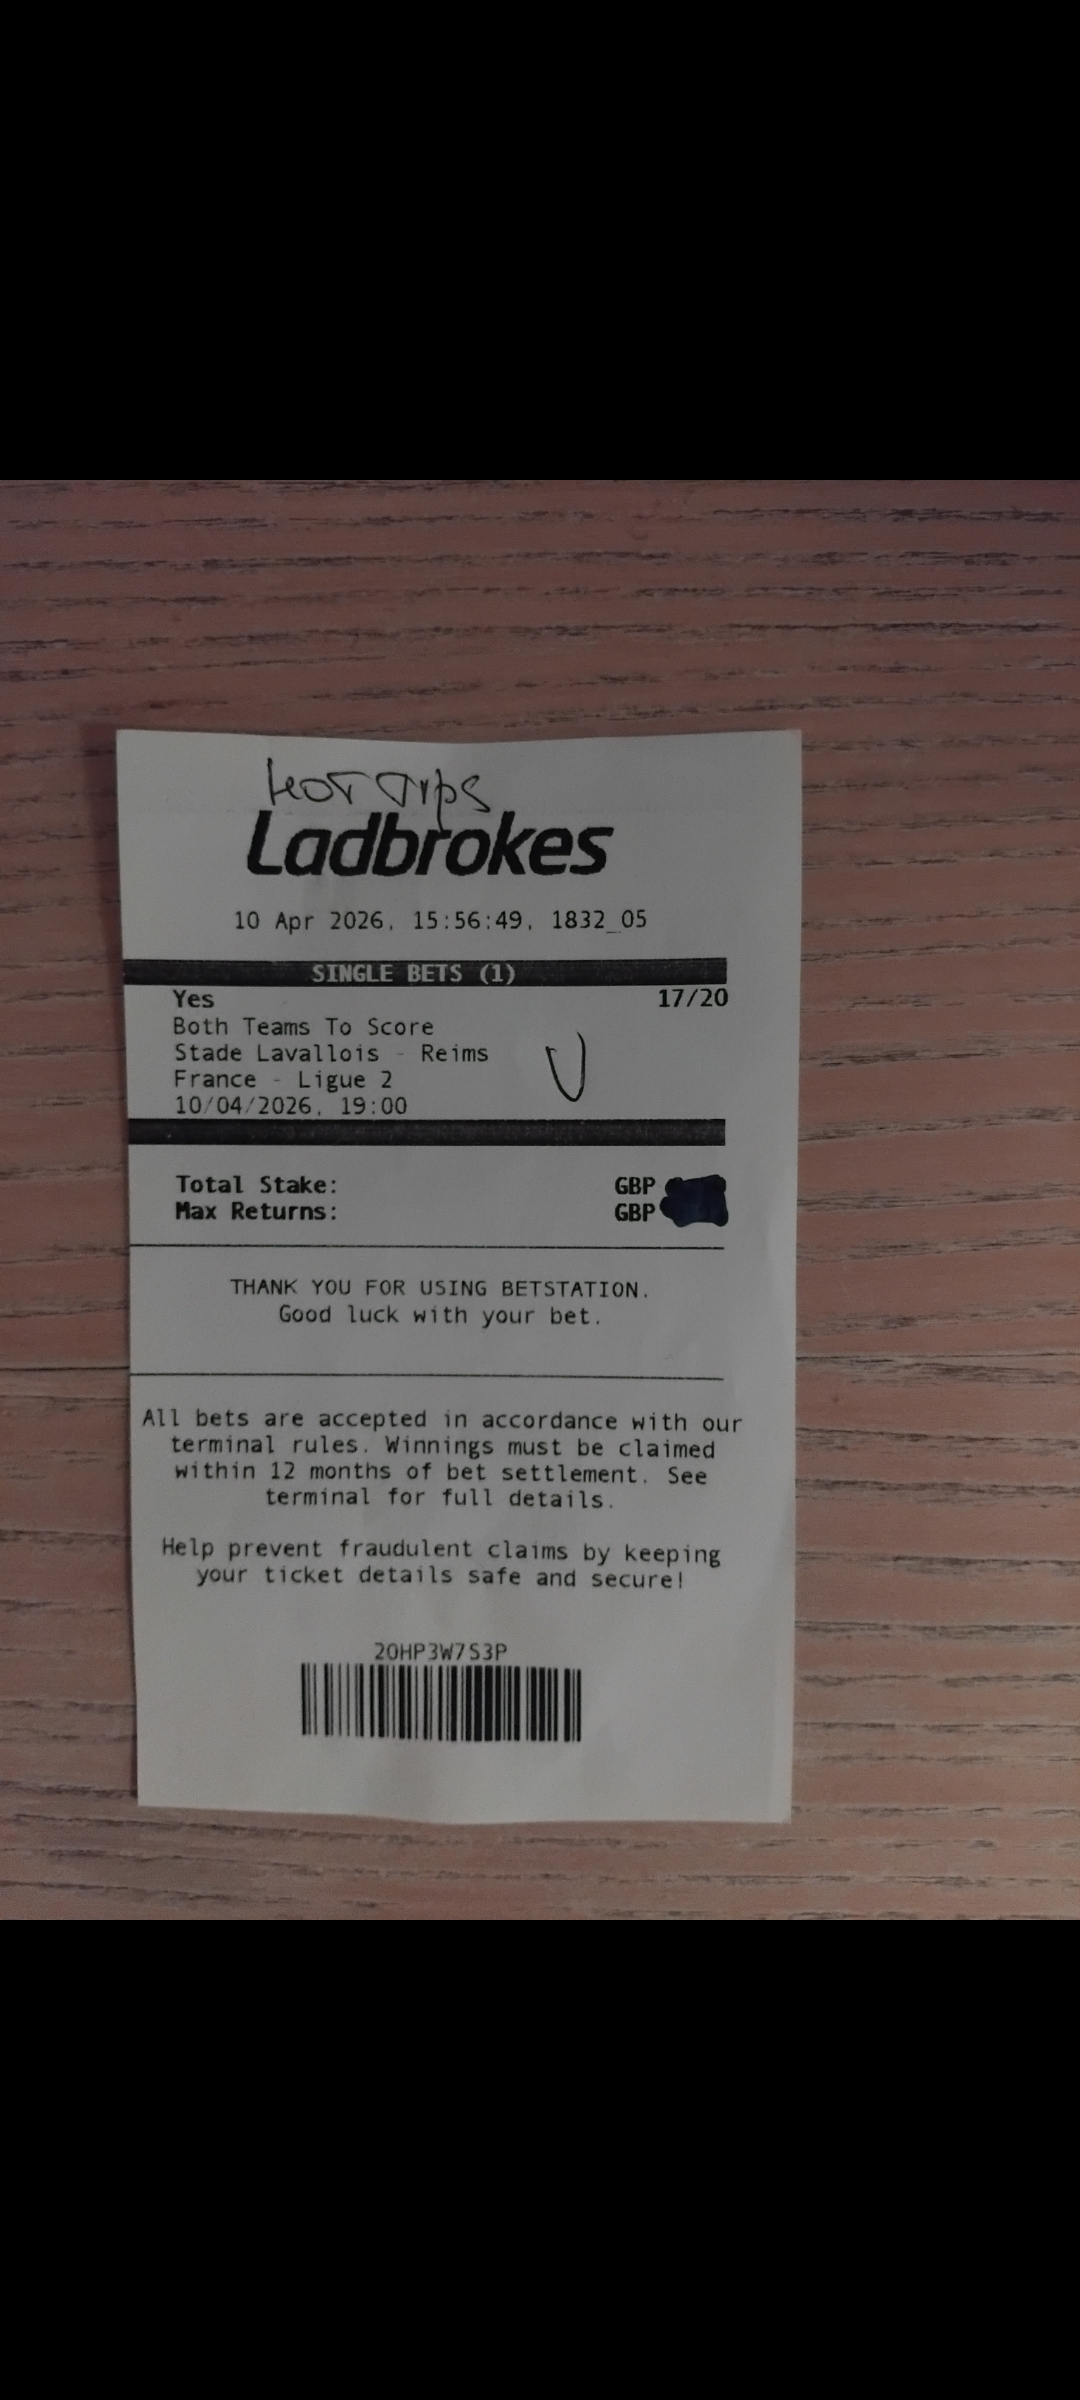 HOT TIPS
Ladbrokes
10 Apr 2026, 15:56:49, 1832_05
SINGLE BETS (1)
Yes 17/20
Both Teams To Score
Stade Lavallois - Reims
France - Ligue 2
10/04/2026, 19:00
Total Stake: GBP
Max Returns: GBP
THANK YOU FOR USING BETSTATION.
Good luck with your bet.
All bets are accepted in accordance with our
terminal rules. Winnings must be claimed
within 12 months of bet settlement. See
terminal for full details.
Help prevent fraudulent claims by keeping
your ticket details safe and secure!
20HP3W7S3P